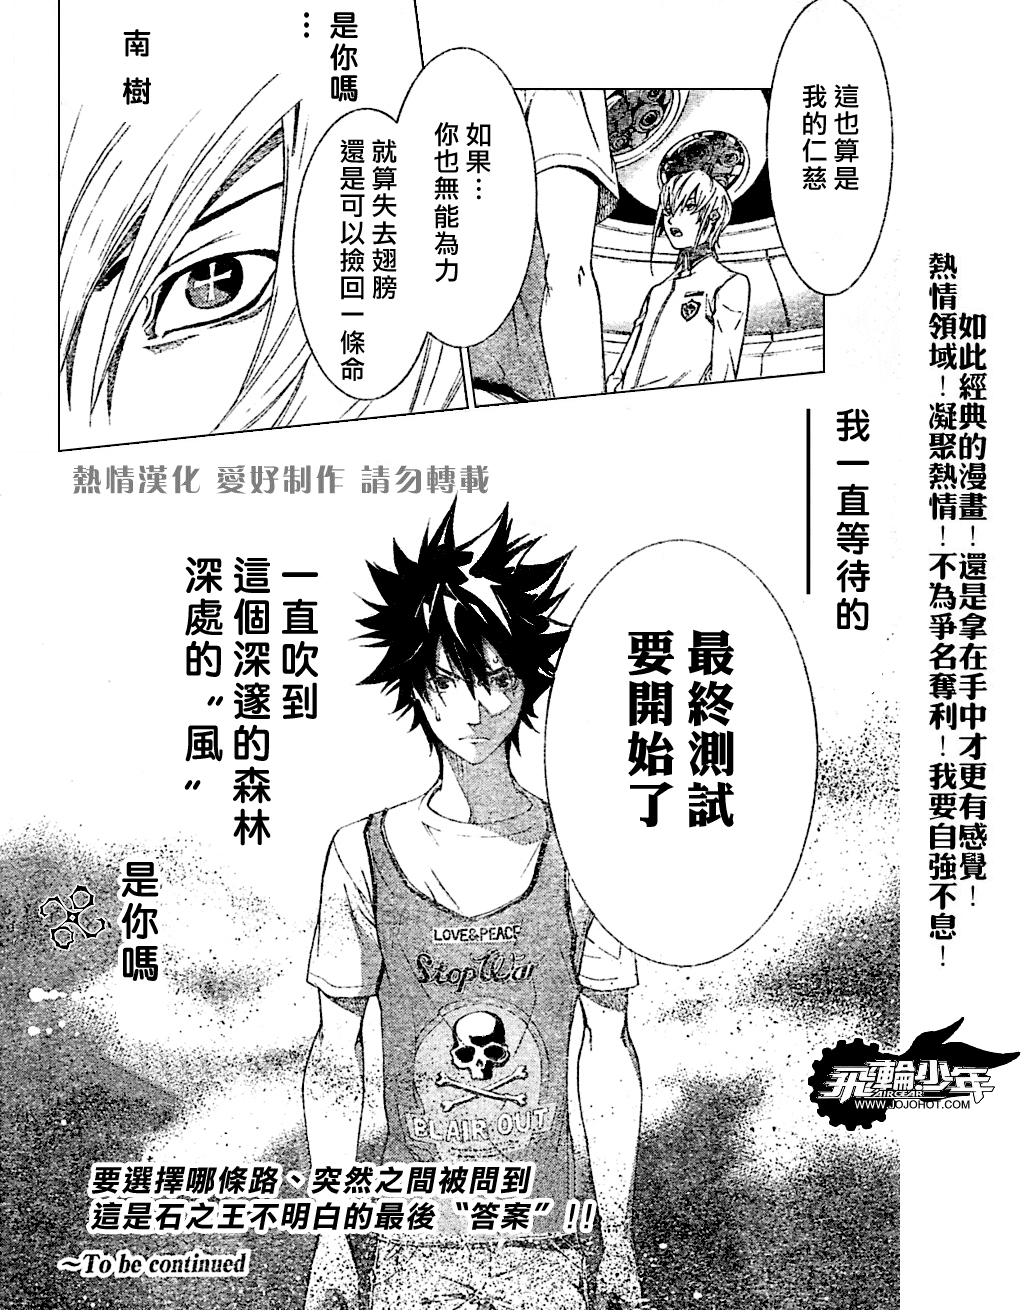 這也算是
我的仁慈
如果…
你也無能為力
就算失去翅膀
還是可以撿回一條命
是你嗎
…
南樹
熱情漢化 愛好制作 請勿轉載
我一直等待的
最終測試
要開始了
一直吹到
這個深邃的森林
深處的〝風〞
是你嗎
LOVE&PEACE
Stop War
BLAIR.OUT
要選擇哪條路、突然之間被問到
這是石之王不明白的最後“答案”!!
~To be continued
如此經典的漫畫！還是拿在手中才更有感覺！
熱情領域！凝聚熱情！不為爭名奪利！我要自強不息！
飛輪少年
AIRGEAR
WWW.JOJOHOT.COM